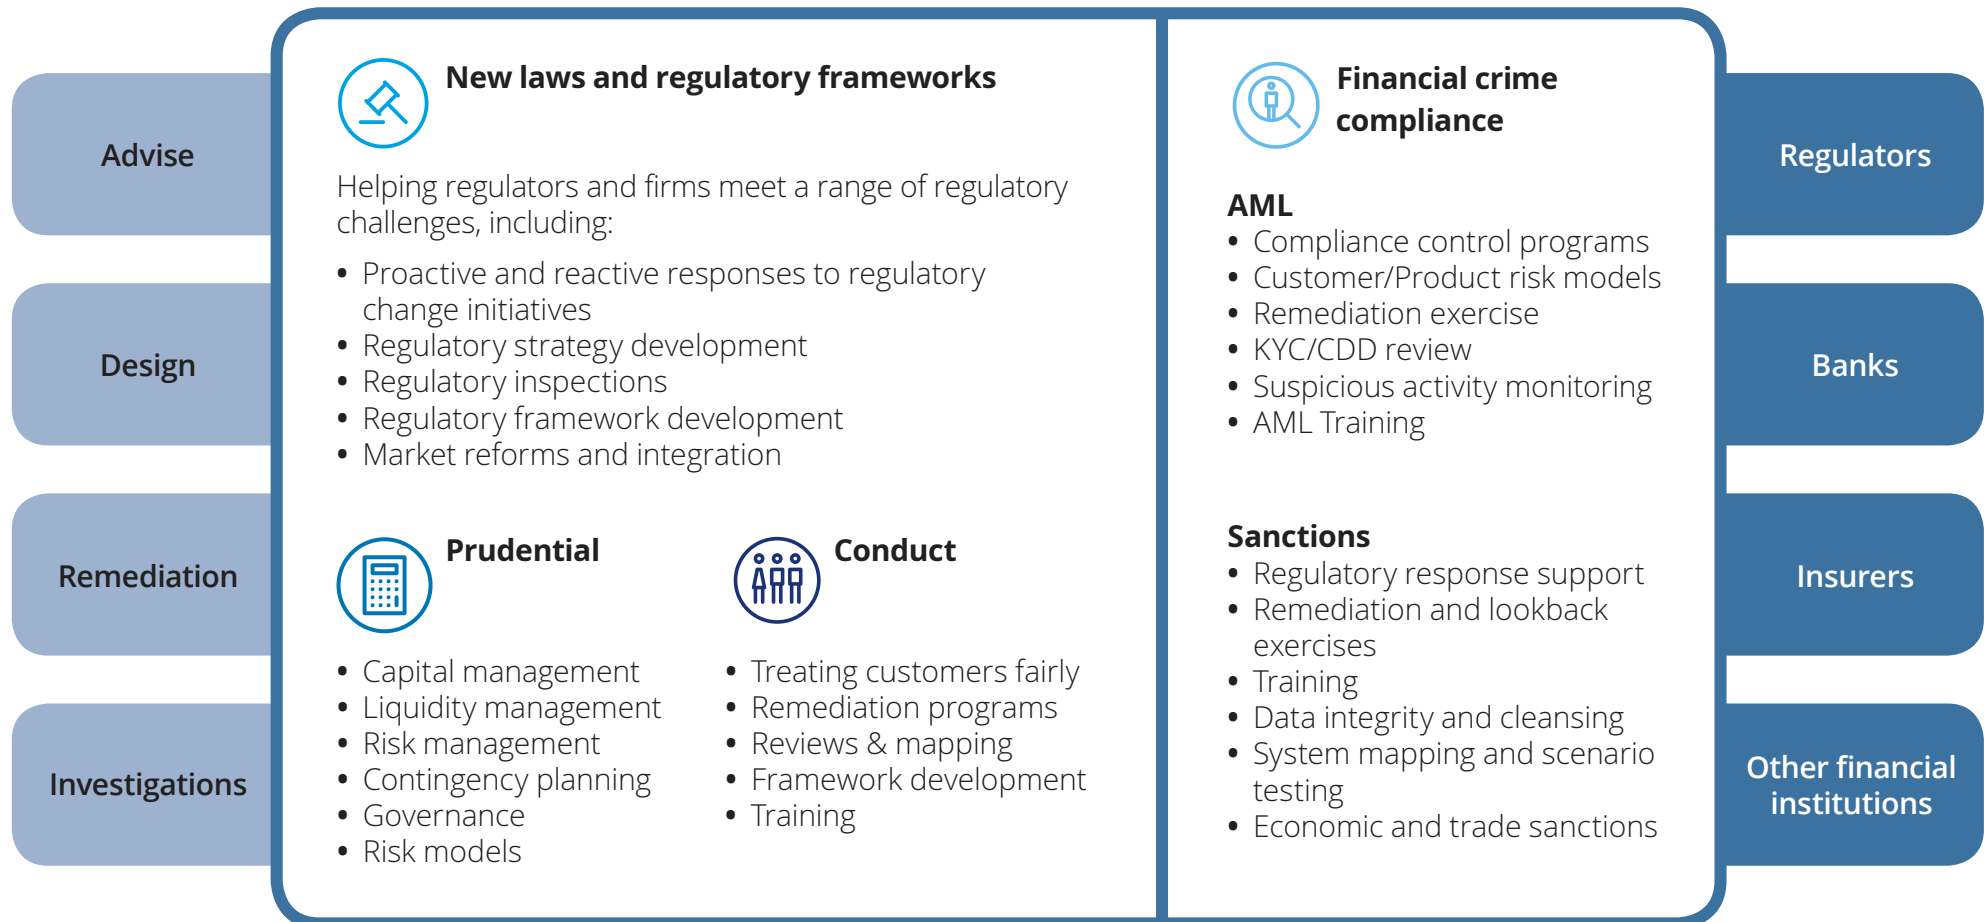 Advise
Design
Remediation
Investigations
New laws and regulatory frameworks
Helping regulators and firms meet a range of regulatory
challenges, including:
• Proactive and reactive responses to regulatory
change initiatives
• Regulatory strategy development
• Regulatory inspections
• Regulatory framework development
• Market reforms and integration
Prudential
• Capital management
• Liquidity management
• Risk management
• Contingency planning
• Governance
• Risk models
Conduct
• Treating customers fairly
• Remediation programs
• Reviews & mapping
• Framework development
• Training
Financial crime
compliance
AML
• Compliance control programs
• Customer/Product risk models
• Remediation exercise
• KYC/CDD review
• Suspicious activity monitoring
• AML Training
Sanctions
• Regulatory response support
• Remediation and lookback
exercises
• Training
• Data integrity and cleansing
• System mapping and scenario
testing
• Economic and trade sanctions
Regulators
Banks
Insurers
Other financial
institutions